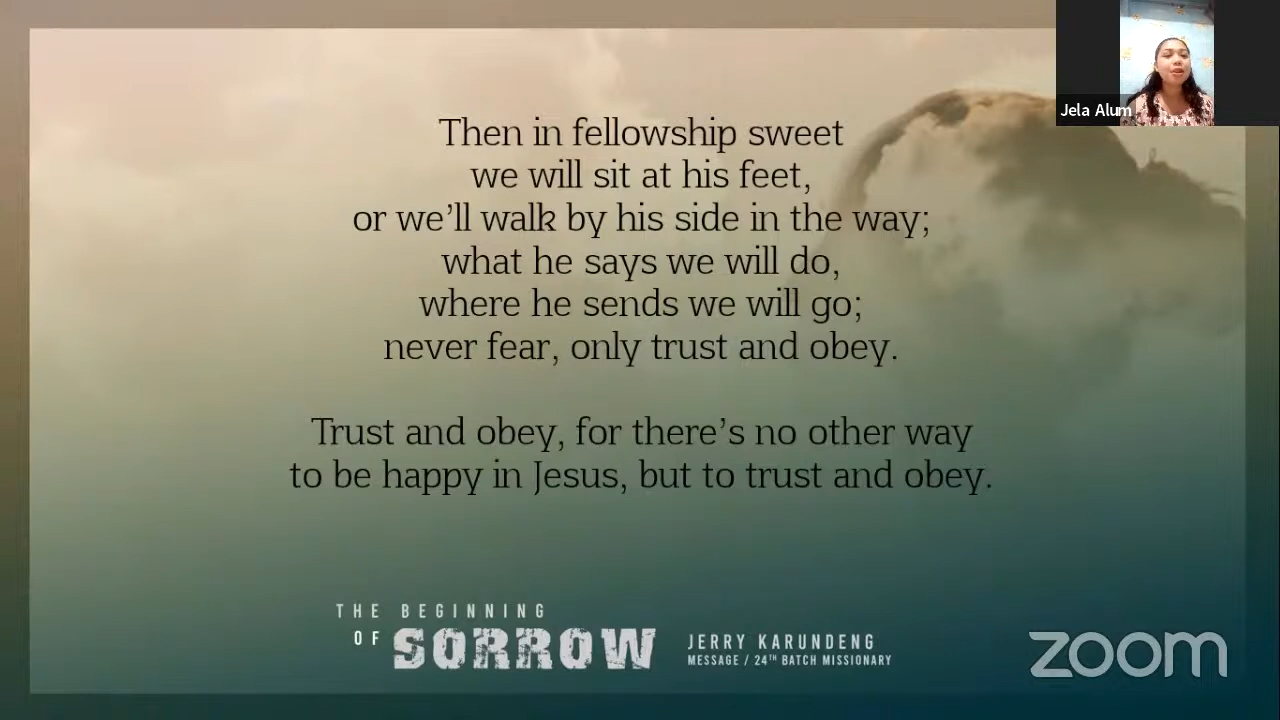 Jela Alum
Then in fellowship sweet
we will sit at his feet,
or we’ll walk by his side in the way;
what he says we will do,
where he sends we will go;
never fear, only trust and obey.
Trust and obey, for there’s no other way
to be happy in Jesus, but to trust and obey.
THE BEGINNING
OF SORROW
JERRY KARUNDENG
MESSAGE / 24TH BATCH MISSIONARY
zoom